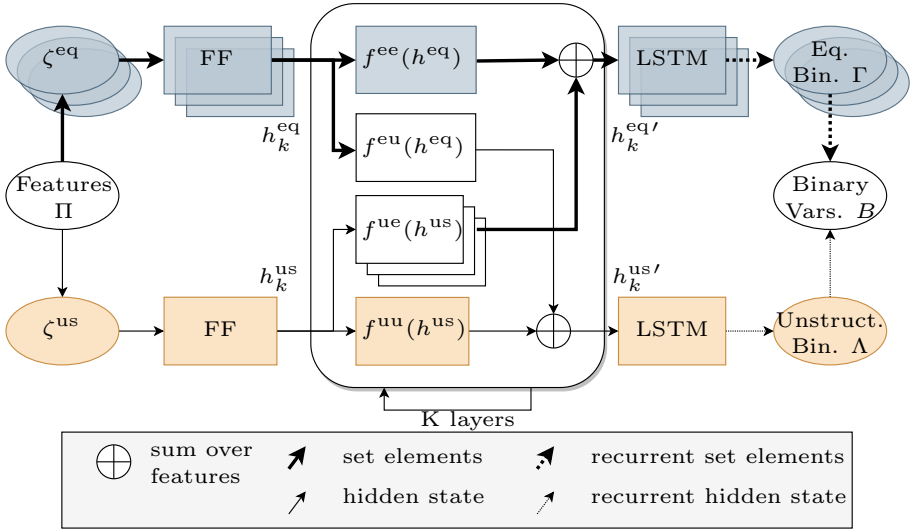 ζ^eq
FF
f^ee(h^eq)
LSTM
Eq.
Bin. Γ
h_k^eq
h_k^eq′
f^eu(h^eq)
Features
Π
Binary
Vars. B
f^ue(h^us)
h_k^us
h_k^us′
ζ^us
FF
f^uu(h^us)
LSTM
Unstruct.
Bin. Λ
K layers
sum over
features
set elements
recurrent set elements
hidden state
recurrent hidden state